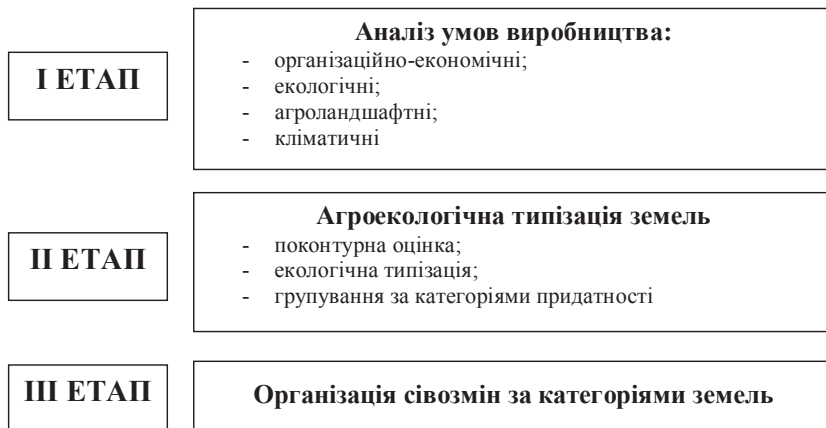 І ЕТАП
Аналіз умов виробництва:
- організаційно-економічні;
- екологічні;
- агроландшафтні;
- кліматичні
ІІ ЕТАП
Агроекологічна типізація земель
- поконтурна оцінка;
- екологічна типізація;
- групування за категоріями придатності
ІІІ ЕТАП
Організація сівозмін за категоріями земель